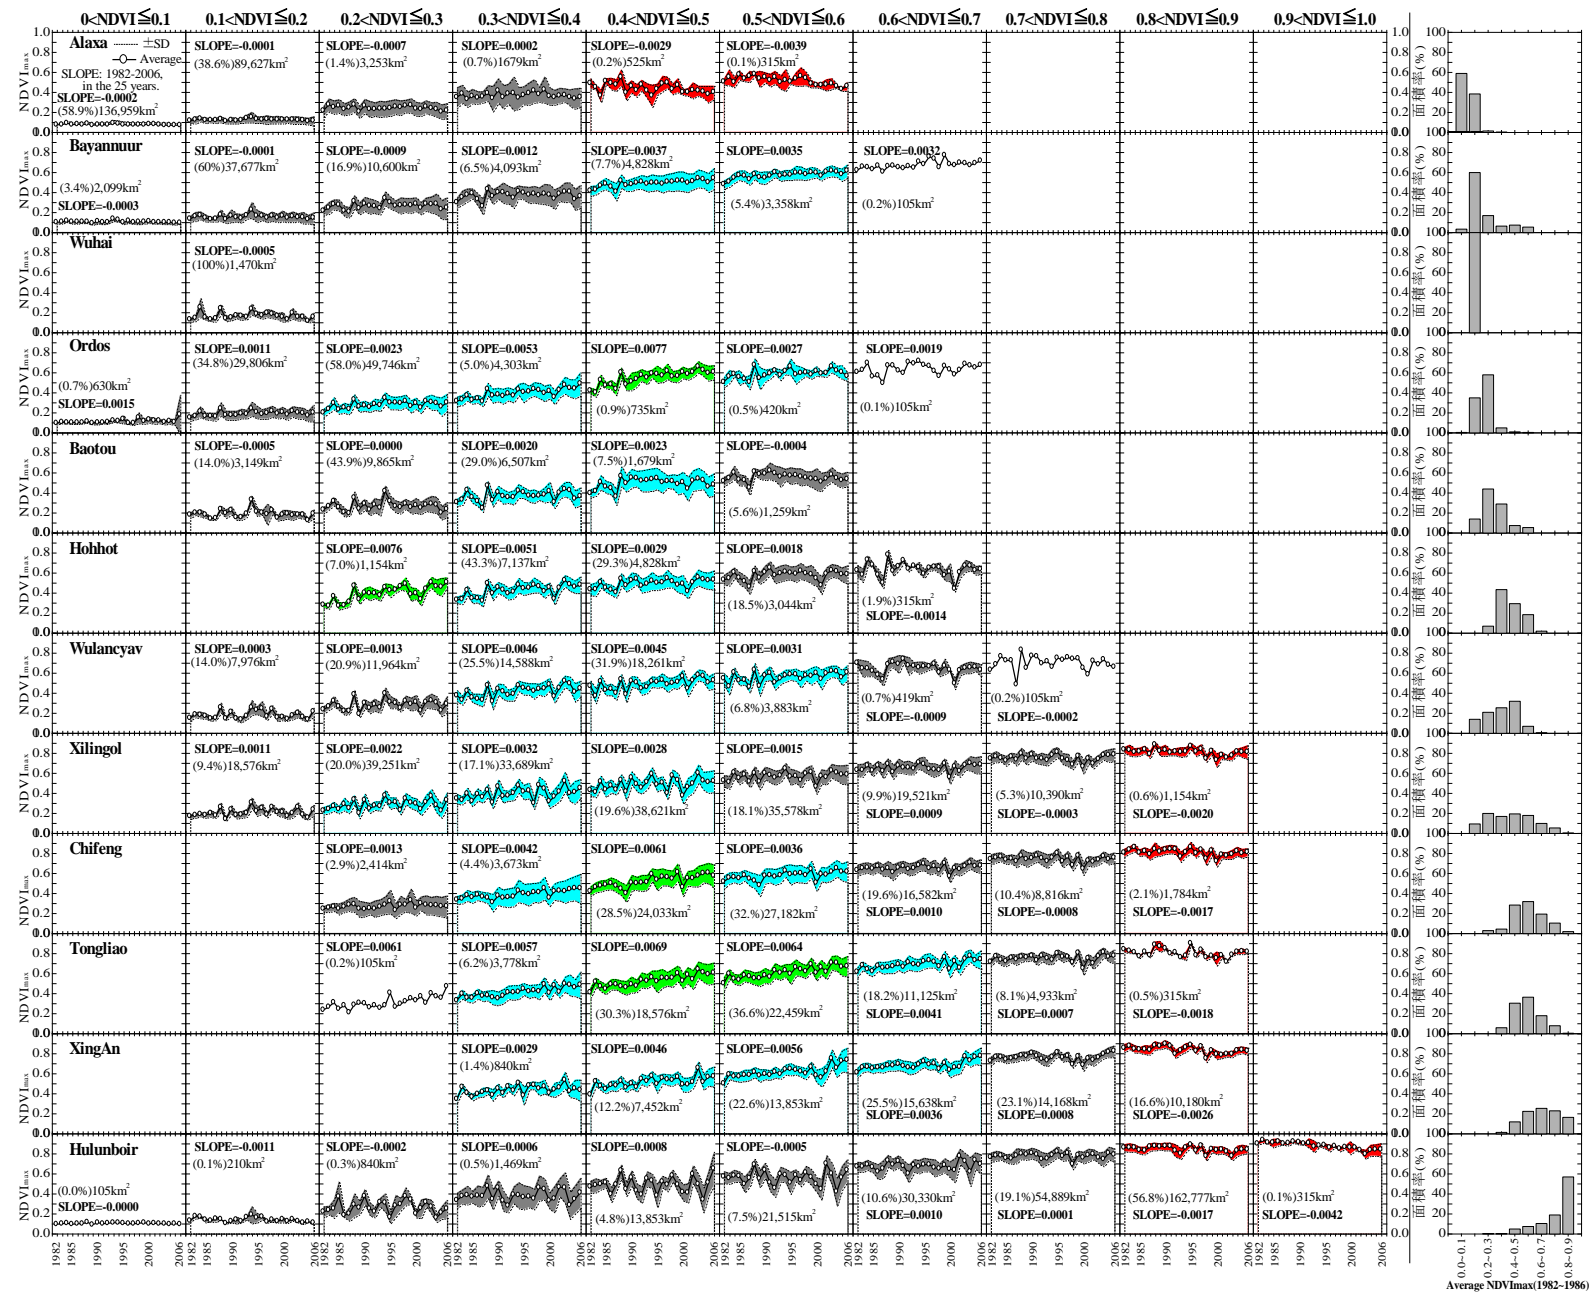 0<NDVI≦0.1 0.1<NDVI≦0.2 0.2<NDVI≦0.3 0.3<NDVI≦0.4 0.4<NDVI≦0.5 0.5<NDVI≦0.6 0.6<NDVI≦0.7 0.7<NDVI≦0.8 0.8<NDVI≦0.9 0.9<NDVI≦1.0
Alaxa ±SD
Average
SLOPE: 1982-2006,
in the 25 years.
SLOPE=-0.0002
(58.9%)136,959km²
SLOPE=-0.0001
(38.6%)89,627km²
SLOPE=-0.0007
(1.4%)3,253km²
SLOPE=0.0002
(0.7%)1679km²
SLOPE=-0.0029
(0.2%)525km²
SLOPE=-0.0039
(0.1%)315km²
Bayannuur
(3.4%)2,099km²
SLOPE=-0.0003
SLOPE=-0.0001
(60%)37,677km²
SLOPE=-0.0009
(16.9%)10,600km²
SLOPE=0.0012
(6.5%)4,093km²
SLOPE=0.0037
(7.7%)4,828km²
SLOPE=0.0035
(5.4%)3,358km²
SLOPE=0.0032
(0.2%)105km²
Wuhai
SLOPE=-0.0005
(100%)1,470km²
Ordos
(0.7%)630km²
SLOPE=0.0015
SLOPE=0.0011
(34.8%)29,806km²
SLOPE=0.0023
(58.0%)49,746km²
SLOPE=0.0053
(5.0%)4,303km²
SLOPE=0.0077
(0.9%)735km²
SLOPE=0.0027
(0.5%)420km²
SLOPE=0.0019
(0.1%)105km²
Baotou
SLOPE=-0.0005
(14.0%)3,149km²
SLOPE=0.0000
(43.9%)9,865km²
SLOPE=0.0020
(29.0%)6,507km²
SLOPE=0.0023
(7.5%)1,679km²
SLOPE=-0.0004
(5.6%)1,259km²
Hohhot
SLOPE=0.0076
(7.0%)1,154km²
SLOPE=0.0051
(43.3%)7,137km²
SLOPE=0.0029
(29.3%)4,828km²
SLOPE=0.0018
(18.5%)3,044km²
(1.9%)315km²
SLOPE=-0.0014
Wulancyav
SLOPE=0.0003
(14.0%)7,976km²
SLOPE=0.0013
(20.9%)11,964km²
SLOPE=0.0046
(25.5%)14,588km²
SLOPE=0.0045
(31.9%)18,261km²
SLOPE=0.0031
(6.8%)3,883km²
(0.7%)419km²
SLOPE=-0.0009
(0.2%)105km²
SLOPE=-0.0002
Xilingol
SLOPE=0.0011
(9.4%)18,576km²
SLOPE=0.0022
(20.0%)39,251km²
SLOPE=0.0032
(17.1%)33,689km²
SLOPE=0.0028
(19.6%)38,621km²
SLOPE=0.0015
(18.1%)35,578km²
(9.9%)19,521km²
SLOPE=0.0009
(5.3%)10,390km²
SLOPE=-0.0003
(0.6%)1,154km²
SLOPE=-0.0020
Chifeng
SLOPE=0.0013
(2.9%)2,414km²
SLOPE=0.0042
(4.4%)3,673km²
SLOPE=0.0061
(28.5%)24,033km²
SLOPE=0.0036
(32.%)27,182km²
(19.6%)16,582km²
SLOPE=0.0010
(10.4%)8,816km²
SLOPE=-0.0008
(2.1%)1,784km²
SLOPE=-0.0017
Tongliao
SLOPE=0.0061
(0.2%)105km²
SLOPE=0.0057
(6.2%)3,778km²
SLOPE=0.0069
(30.3%)18,576km²
SLOPE=0.0064
(36.6%)22,459km²
(18.2%)11,125km²
SLOPE=0.0041
(8.1%)4,933km²
SLOPE=0.0007
(0.5%)315km²
SLOPE=-0.0018
XingAn
SLOPE=0.0029
(1.4%)840km²
SLOPE=0.0046
(12.2%)7,452km²
SLOPE=0.0056
(22.6%)13,853km²
(25.5%)15,638km²
SLOPE=0.0036
(23.1%)14,168km²
SLOPE=0.0008
(16.6%)10,180km²
SLOPE=-0.0026
Hulunboir
(0.0%)105km²
SLOPE=-0.0000
SLOPE=-0.0011
(0.1%)210km²
SLOPE=-0.0002
(0.3%)840km²
SLOPE=0.0006
(0.5%)1,469km²
SLOPE=0.0008
(4.8%)13,853km²
SLOPE=-0.0005
(7.5%)21,515km²
(10.6%)30,330km²
SLOPE=0.0010
(19.1%)54,889km²
SLOPE=0.0001
(56.8%)162,777km²
SLOPE=-0.0017
(0.1%)315km²
SLOPE=-0.0042
NDVImax
面積率(%)
1982 1985 1990 1995 2000 2006
0.0~0.1 0.2~0.3 0.4~0.5 0.6~0.7 0.8~0.9
Average NDVImax(1982~1986)